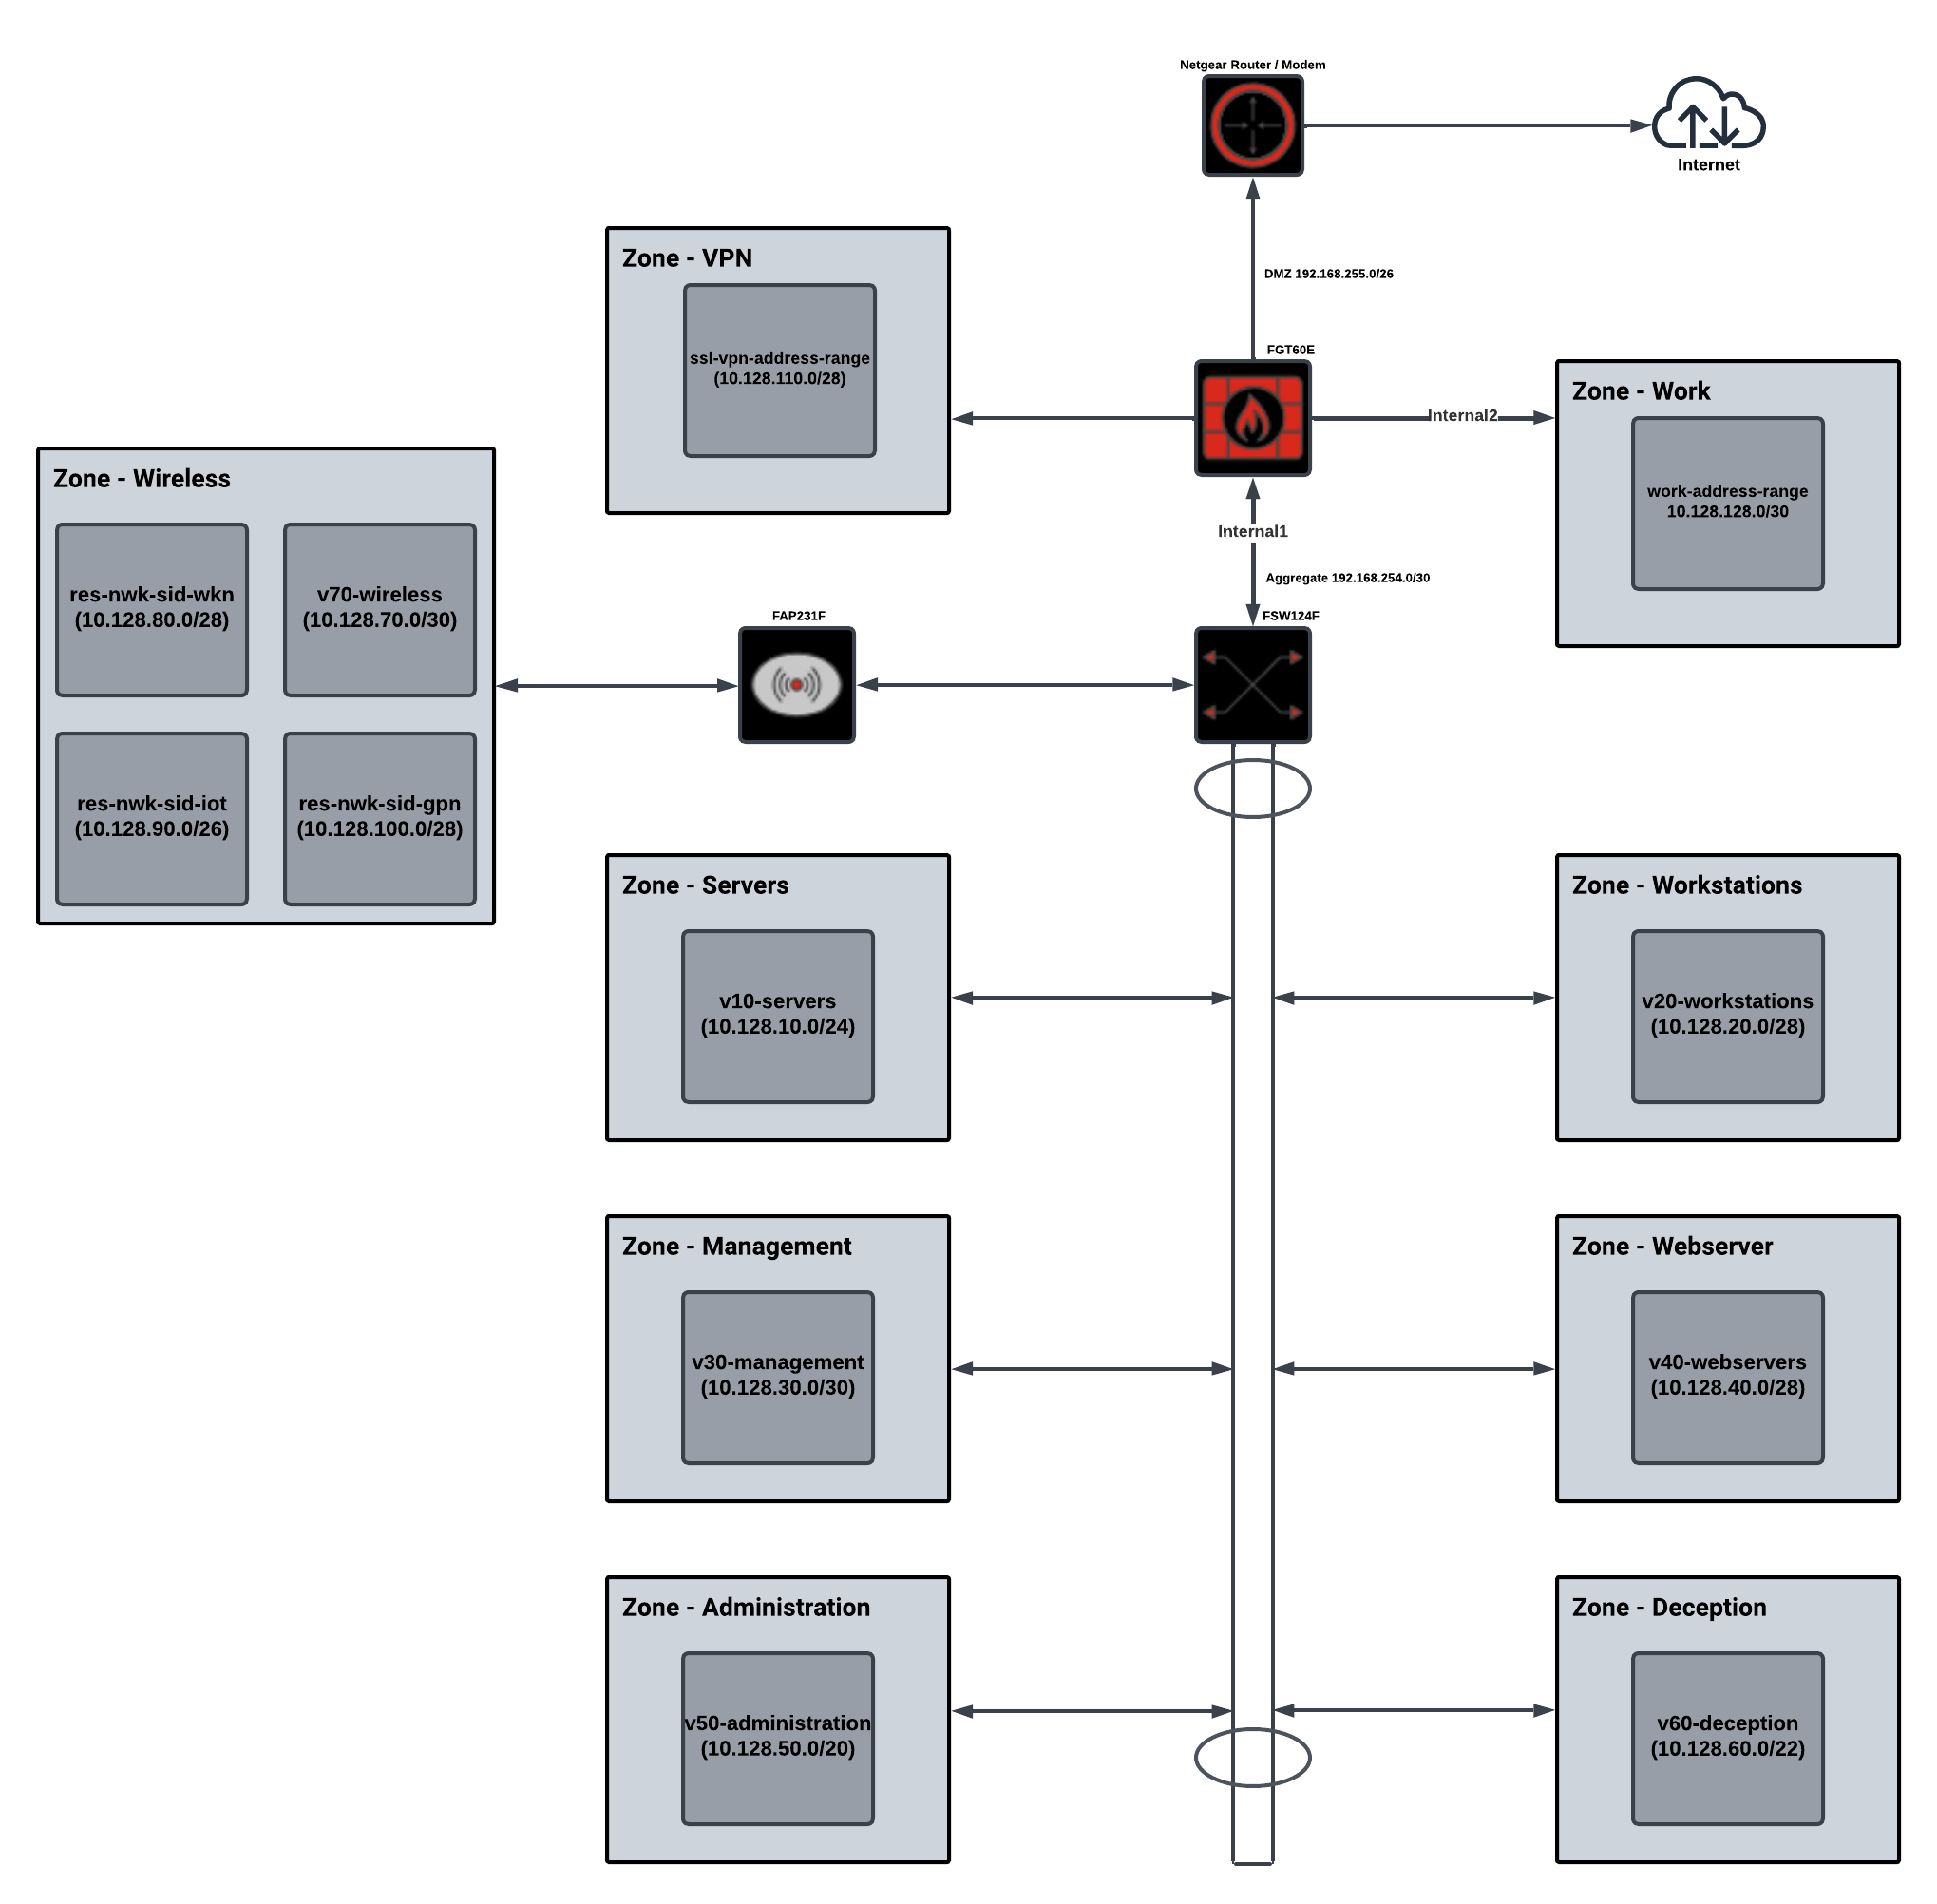 Netgear Router / Modem
Internet
DMZ 192.168.255.0/26
Zone - VPN
ssl-vpn-address-range
(10.128.110.0/28)
FGT60E
Internal2
Zone - Work
work-address-range
10.128.128.0/30
Internal1
Aggregate 192.168.254.0/30
Zone - Wireless
res-nwk-sid-wkn
(10.128.80.0/28)
v70-wireless
(10.128.70.0/30)
res-nwk-sid-iot
(10.128.90.0/26)
res-nwk-sid-gpn
(10.128.100.0/28)
FAP231F
FSW124F
Zone - Servers
v10-servers
(10.128.10.0/24)
Zone - Workstations
v20-workstations
(10.128.20.0/28)
Zone - Management
v30-management
(10.128.30.0/30)
Zone - Webserver
v40-webservers
(10.128.40.0/28)
Zone - Administration
v50-administration
(10.128.50.0/20)
Zone - Deception
v60-deception
(10.128.60.0/22)